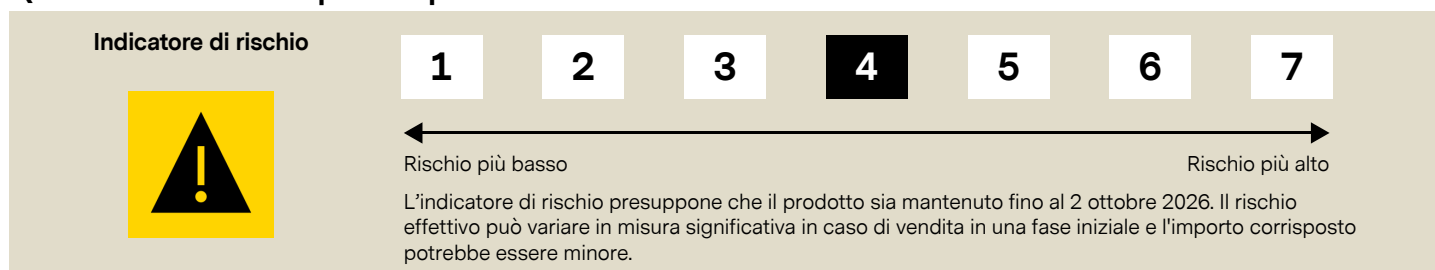 Indicatore di rischio
1 2 3 4 5 6 7
Rischio più basso Rischio più alto
L'indicatore di rischio presuppone che il prodotto sia mantenuto fino al 2 ottobre 2026. Il rischio
effettivo può variare in misura significativa in caso di vendita in una fase iniziale e l'importo corrisposto
potrebbe essere minore.